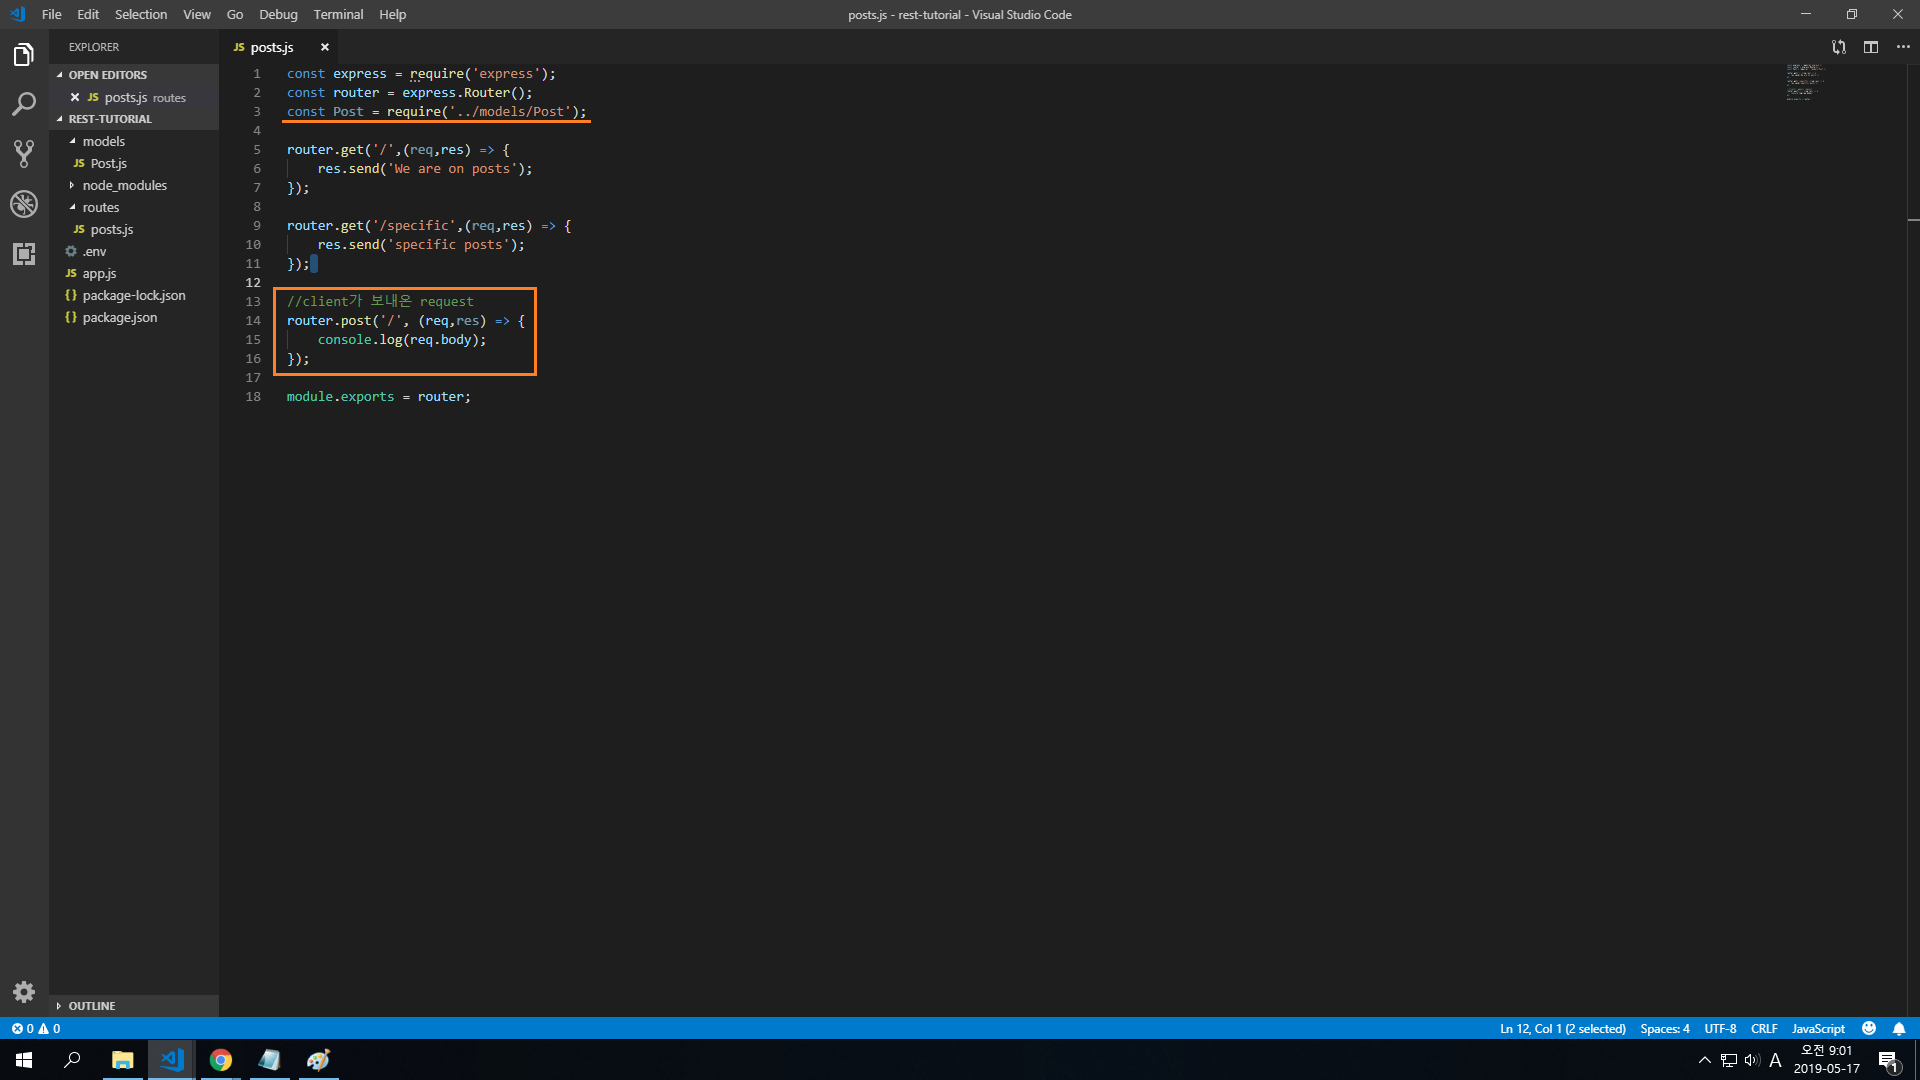 File Edit Selection View Go Debug Terminal Help
posts.js - rest-tutorial - Visual Studio Code
EXPLORER
OPEN EDITORS
JS posts.js routes
REST-TUTORIAL
models
JS Post.js
node_modules
routes
JS posts.js
.env
JS app.js
{} package-lock.json
{} package.json
OUTLINE
JS posts.js
1 const express = require('express');
2 const router = express.Router();
3 const Post = require('../models/Post');
4
5 router.get('/',(req,res) => {
6 res.send('We are on posts');
7 });
8
9 router.get('/specific',(req,res) => {
10 res.send('specific posts');
11 });
12
13 //client가 보내온 request
14 router.post('/', (req,res) => {
15 console.log(req.body);
16 });
17
18 module.exports = router;
0 0
Ln 12, Col 1 (2 selected) Spaces: 4 UTF-8 CRLF JavaScript
A
오전 9:01
2019-05-17
1